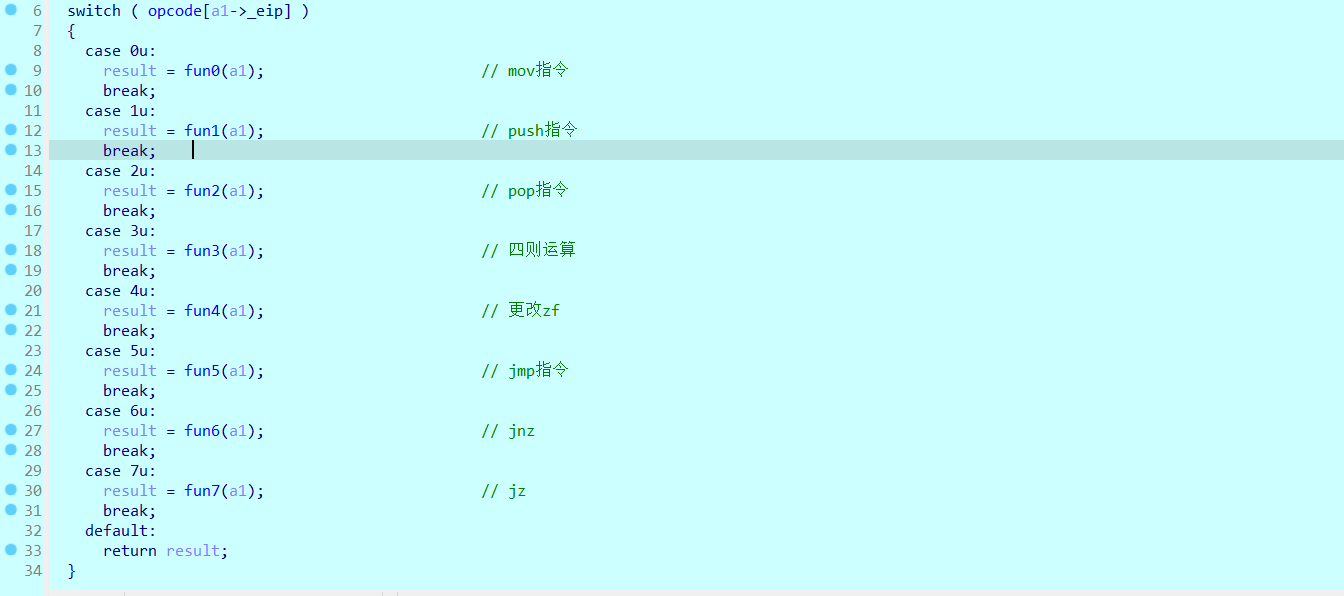 6 switch ( opcode[a1->_eip] )
7 {
8 case 0u:
9 result = fun0(a1); // mov指令
10 break;
11 case 1u:
12 result = fun1(a1); // push指令
13 break;
14 case 2u:
15 result = fun2(a1); // pop指令
16 break;
17 case 3u:
18 result = fun3(a1); // 四则运算
19 break;
20 case 4u:
21 result = fun4(a1); // 更改zf
22 break;
23 case 5u:
24 result = fun5(a1); // jmp指令
25 break;
26 case 6u:
27 result = fun6(a1); // jnz
28 break;
29 case 7u:
30 result = fun7(a1); // jz
31 break;
32 default:
33 return result;
34 }